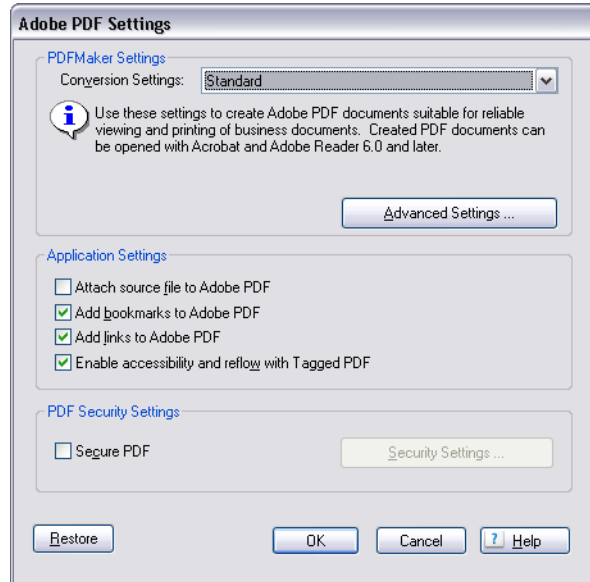 Adobe PDF Settings
PDFMaker Settings
Conversion Settings: Standard
Use these settings to create Adobe PDF documents suitable for reliable
viewing and printing of business documents. Created PDF documents can
be opened with Acrobat and Adobe Reader 6.0 and later.
Advanced Settings ...
Application Settings
Attach source file to Adobe PDF
Add bookmarks to Adobe PDF
Add links to Adobe PDF
Enable accessibility and reflow with Tagged PDF
PDF Security Settings
Secure PDF Security Settings ...
Restore OK Cancel ? Help